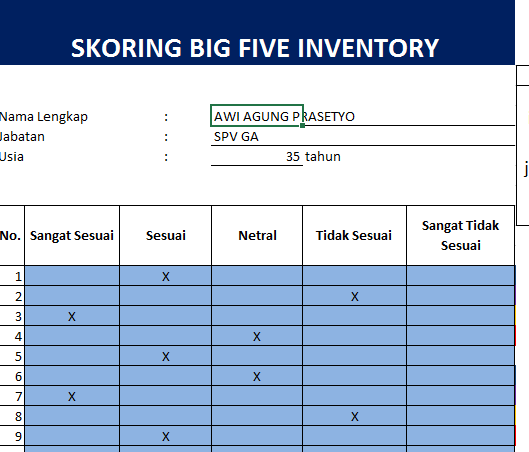 SKORING BIG FIVE INVENTORY
Nama Lengkap : AWI AGUNG PRASETYO
Jabatan : SPV GA
Usia : 35 tahun
No. Sangat Sesuai Sesuai Netral Tidak Sesuai Sangat Tidak Sesuai
1 X
2 X
3 X
4 X
5 X
6 X
7 X
8 X
9 X
j